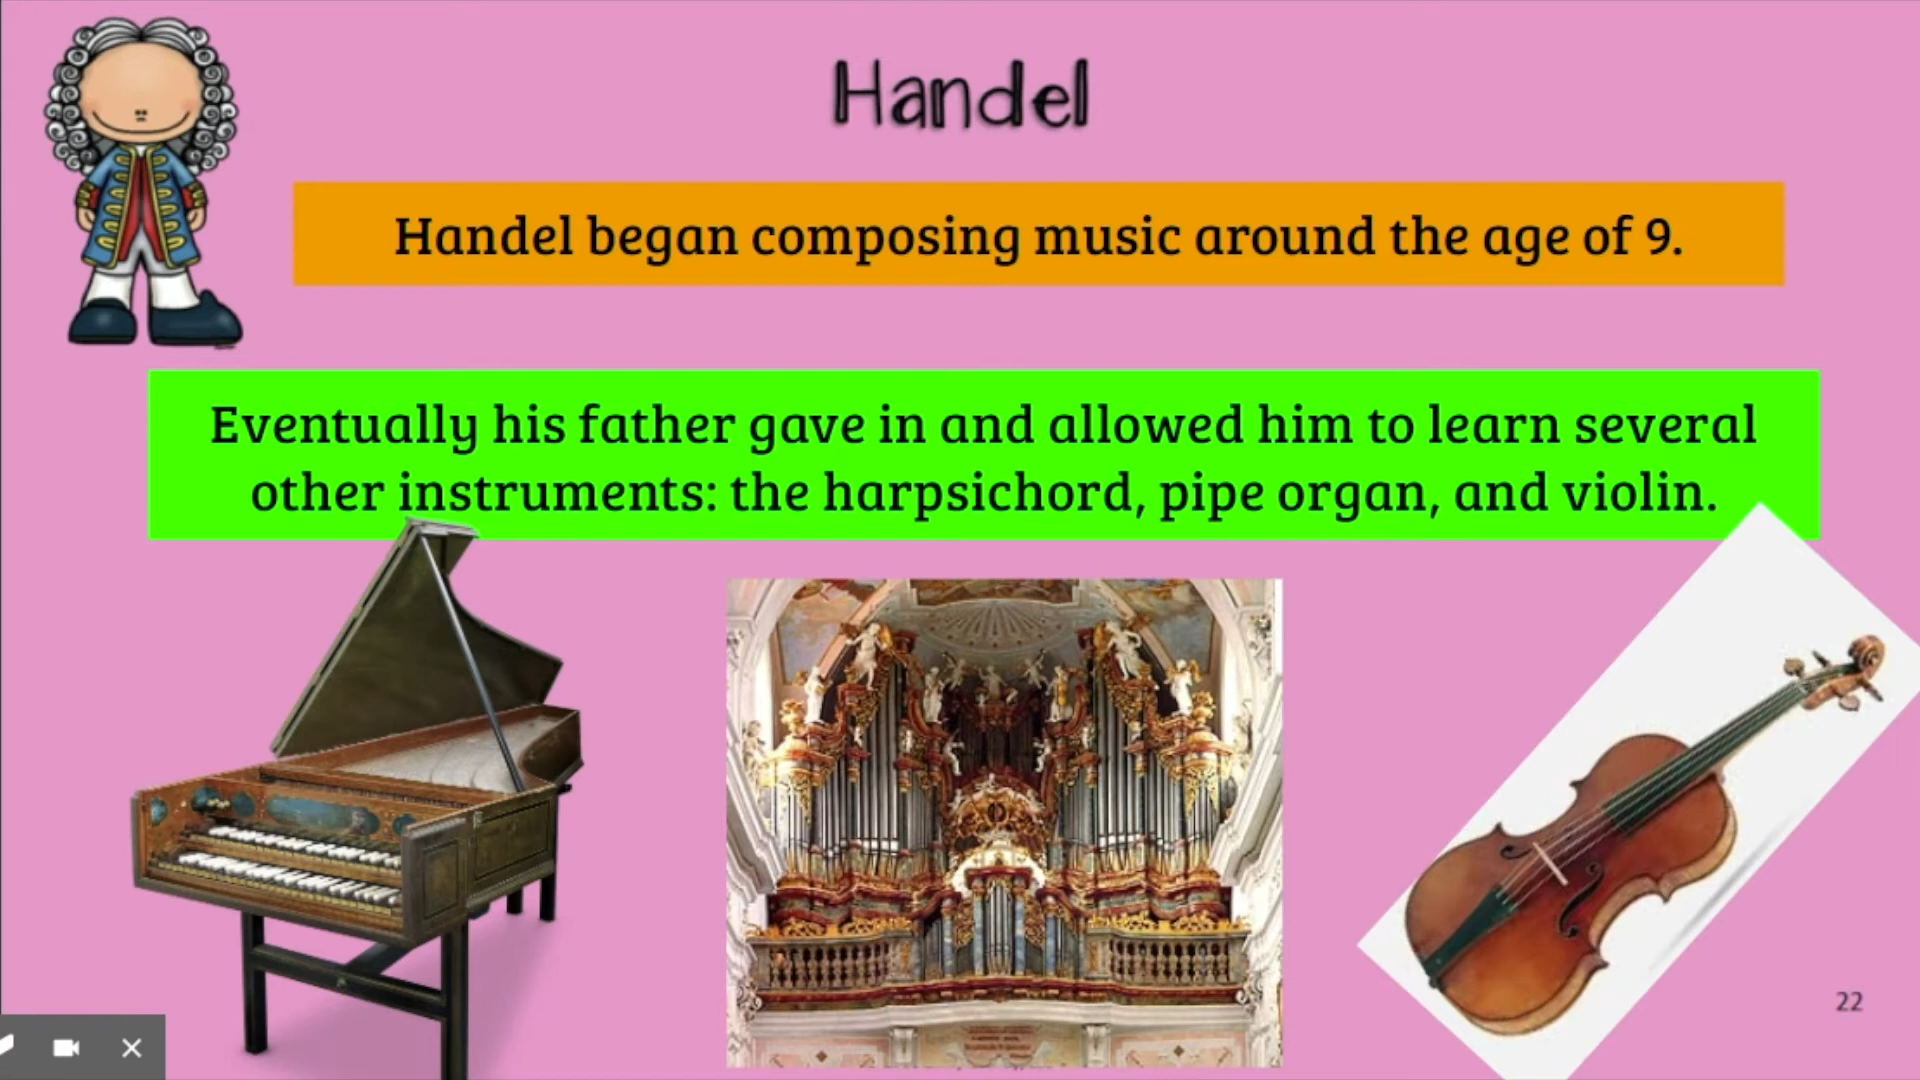 Handel
Handel began composing music around the age of 9.
Eventually his father gave in and allowed him to learn several
other instruments: the harpsichord, pipe organ, and violin.
22